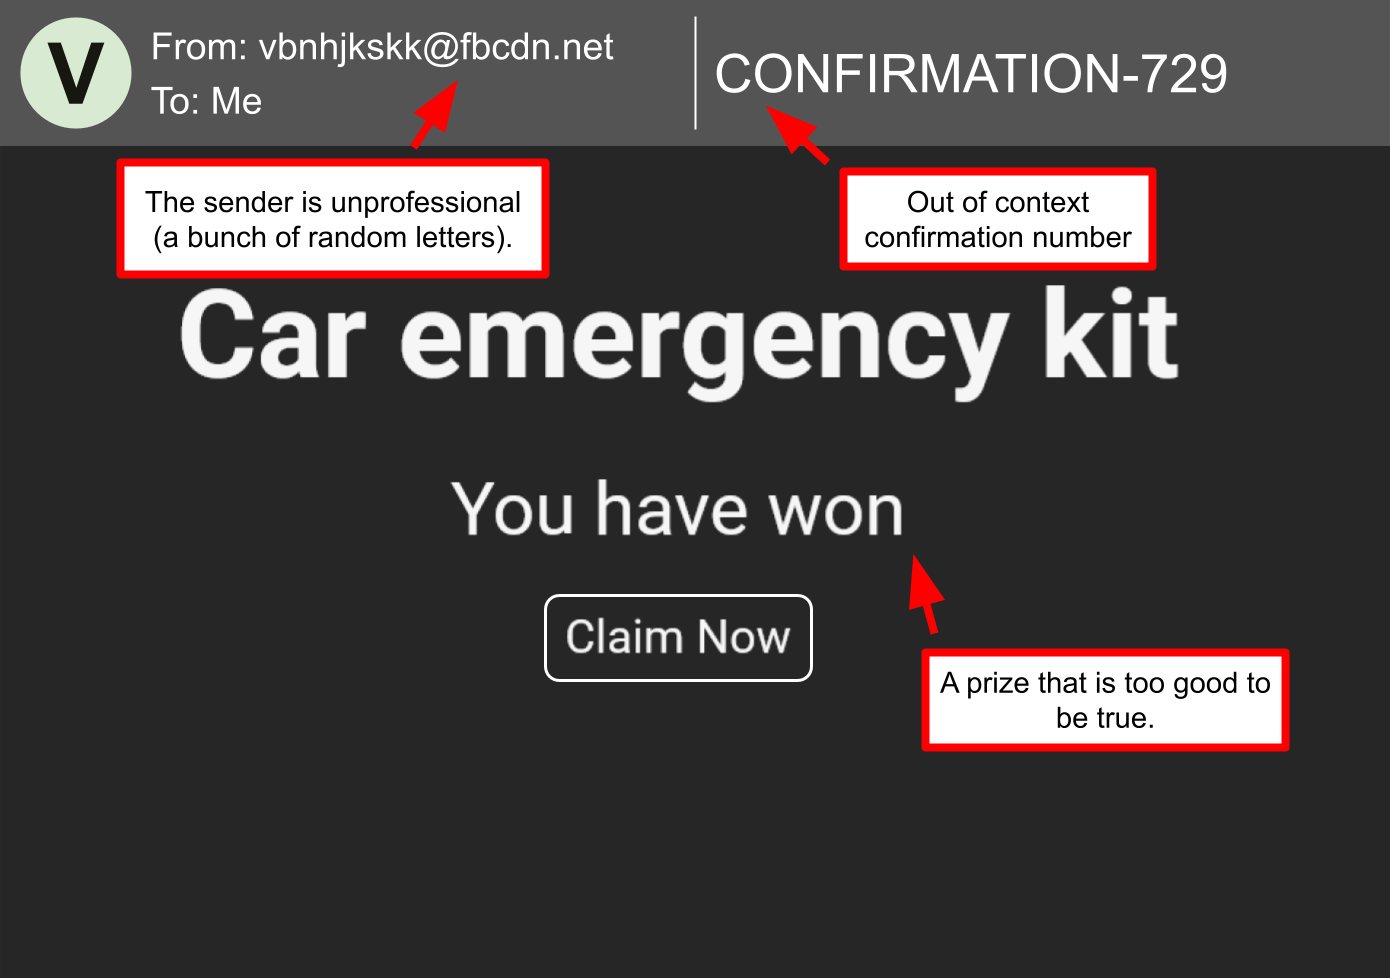 V
From: vbnhjkskk@fbcdn.net
To: Me
CONFIRMATION-729
The sender is unprofessional
(a bunch of random letters).
Out of context
confirmation number
Car emergency kit
You have won
Claim Now
A prize that is too good to
be true.